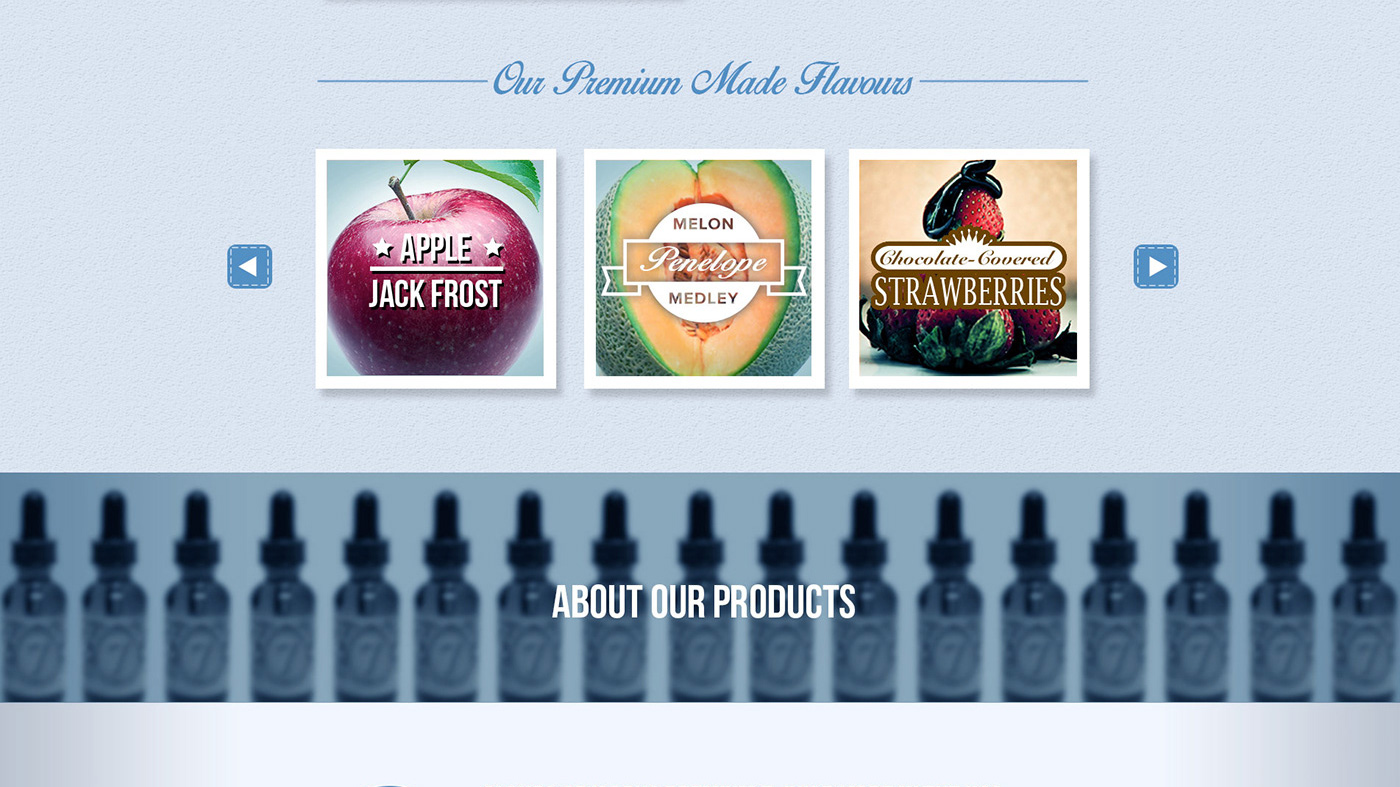 Our Premium Made Flavours
APPLE
JACK FROST
MELON
Penelope
MEDLEY
Chocolate-Covered
STRAWBERRIES
ABOUT OUR PRODUCTS